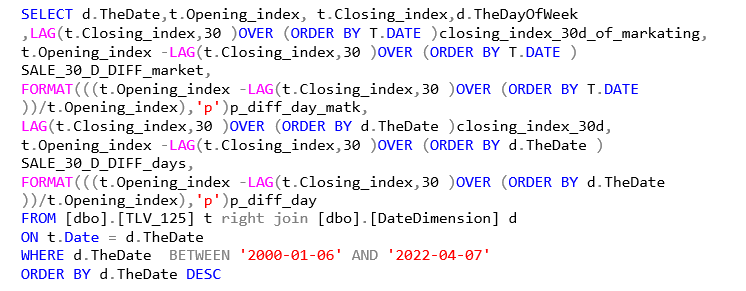 SELECT d.TheDate,t.Opening_index, t.Closing_index,d.TheDayOfWeek
,LAG(t.Closing_index,30 )OVER (ORDER BY T.DATE )closing_index_30d_of_markating,
t.Opening_index -LAG(t.Closing_index,30 )OVER (ORDER BY T.DATE )
SALE_30_D_DIFF_market,
FORMAT(((t.Opening_index -LAG(t.Closing_index,30 )OVER (ORDER BY T.DATE
))/t.Opening_index),'p')p_diff_day_matk,
LAG(t.Closing_index,30 )OVER (ORDER BY d.TheDate )closing_index_30d,
t.Opening_index -LAG(t.Closing_index,30 )OVER (ORDER BY d.TheDate )
SALE_30_D_DIFF_days,
FORMAT(((t.Opening_index -LAG(t.Closing_index,30 )OVER (ORDER BY d.TheDate
))/t.Opening_index),'p')p_diff_day
FROM [dbo].[TLV_125] t right join [dbo].[DateDimension] d
ON t.Date = d.TheDate
WHERE d.TheDate  BETWEEN '2000-01-06' AND '2022-04-07'
ORDER BY d.TheDate DESC